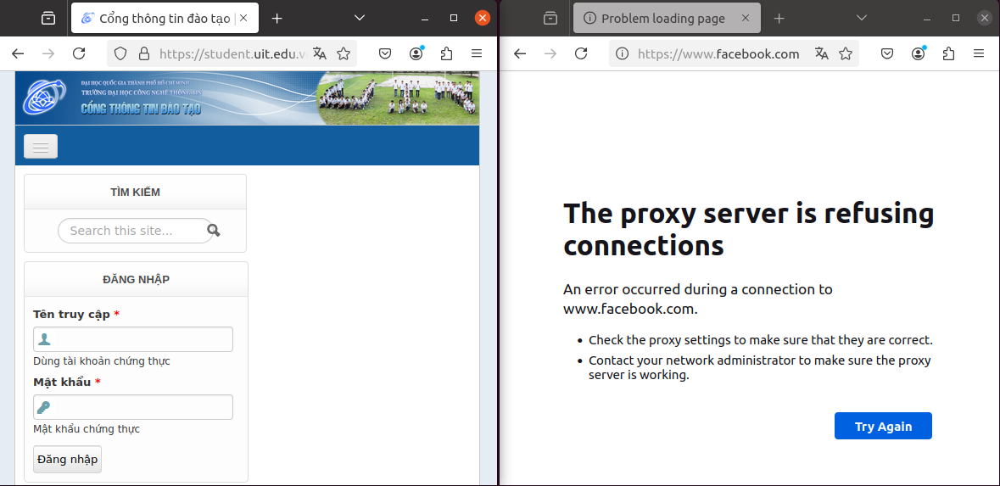 Cổng thông tin đào tạo |
https://student.uit.edu.v
ĐẠI HỌC QUỐC GIA THÀNH PHỐ HỒ CHÍ MINH
TRƯỜNG ĐẠI HỌC CÔNG NGHỆ THÔNG TIN
CỔNG THÔNG TIN ĐÀO TẠO
TÌM KIẾM
Search this site...
ĐĂNG NHẬP
Tên truy cập *
Dùng tài khoản chứng thực
Mật khẩu *
Mật khẩu chứng thực
Đăng nhập
Problem loading page
https://www.facebook.com
The proxy server is refusing
connections
An error occurred during a connection to
www.facebook.com.
• Check the proxy settings to make sure that they are correct.
• Contact your network administrator to make sure the proxy
server is working.
Try Again